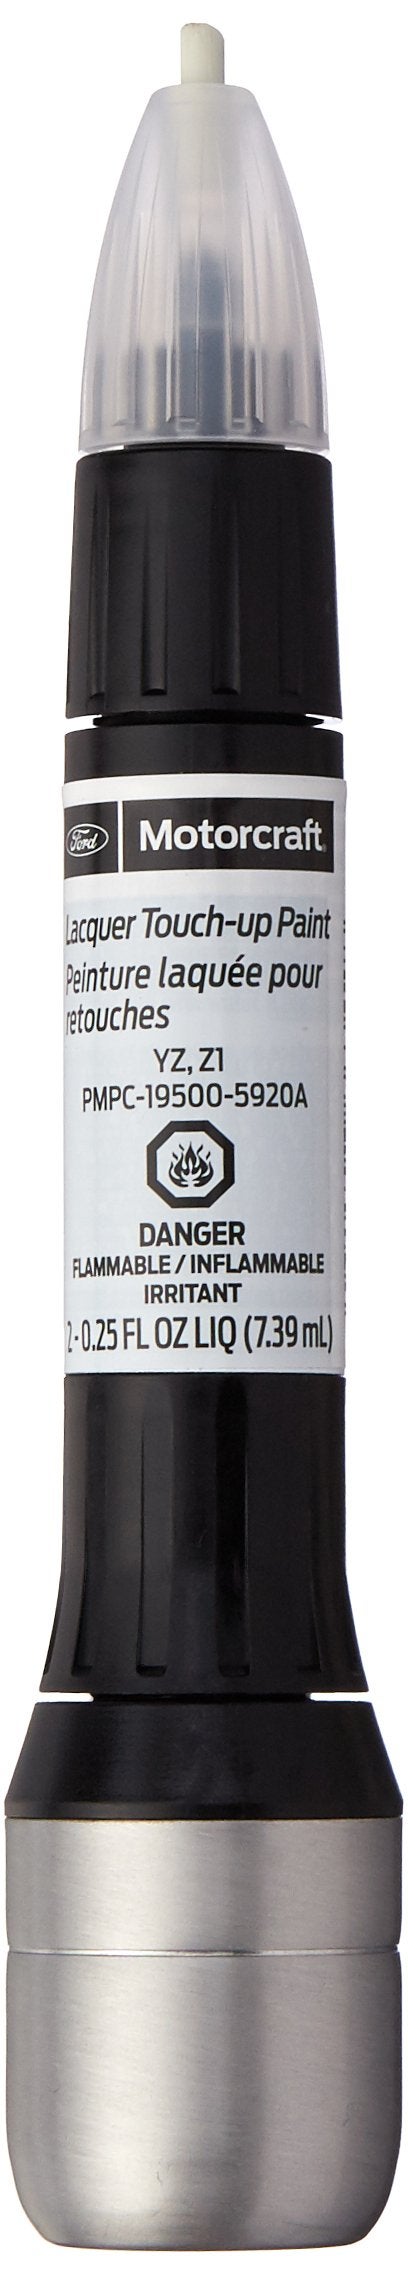 Ford Motorcraft®
Lacquer Touch-up Paint
Peinture laquée pour
retouches
YZ, Z1
PMPC-19500-5920A
DANGER
FLAMMABLE / INFLAMMABLE
IRRITANT
2-0.25 FL OZ LIQ (7.39 mL)